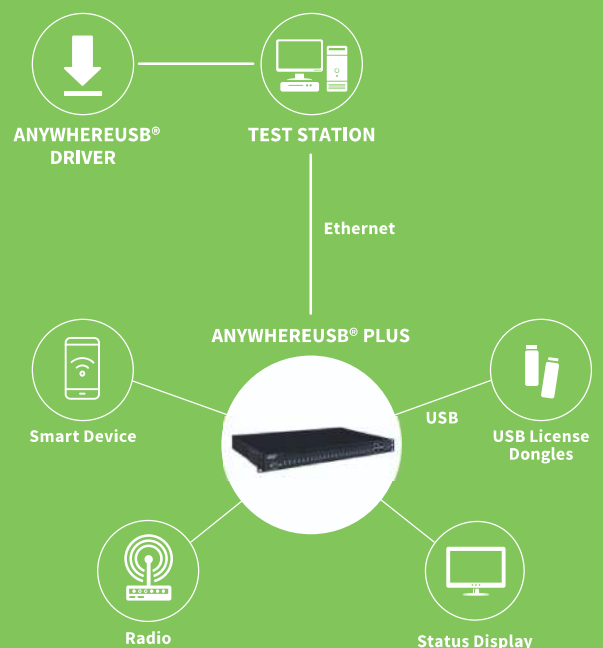 ANYWHEREUSB®
DRIVER
TEST STATION
Ethernet
ANYWHEREUSB® PLUS
USB
Smart Device
USB License
Dongles
Radio
Status Display